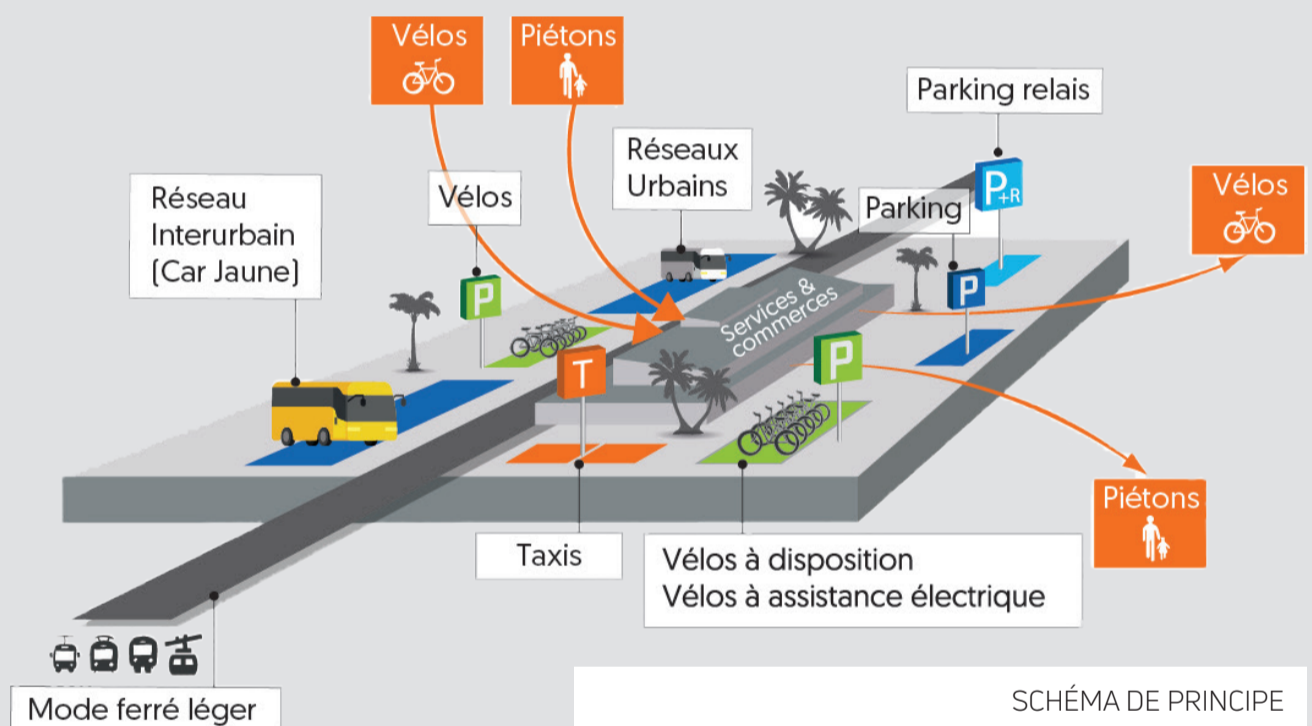 Vélos
Piétons
Parking relais
P+R
Réseaux
Urbains
Vélos
Vélos
Réseau
Interurbain
(Car Jaune)
Parking
P
P
Services &
commerces
T
P
Piétons
Taxis
Vélos à disposition
Vélos à assistance électrique
Mode ferré léger
SCHÉMA DE PRINCIPE